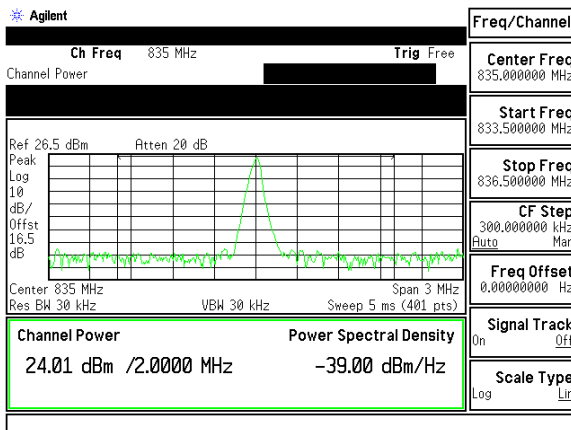 Agilent
Freq/Channel
Ch Freq 835 MHz Trig Free
Channel Power
Center Freq
835.000000 MHz
Start Freq
833.500000 MHz
Stop Freq
836.500000 MHz
CF Step
300.000000 kHz
Auto Man
Freq Offset
0.00000000 Hz
Signal Track
On Off
Scale Type
Log Lin
Ref 26.5 dBm Atten 20 dB
Peak
Log
10
dB/
Offst
16.5
dB
Center 835 MHz Span 3 MHz
Res BW 30 kHz VBW 30 kHz Sweep 5 ms (401 pts)
Channel Power Power Spectral Density
24.01 dBm /2.0000 MHz -39.00 dBm/Hz